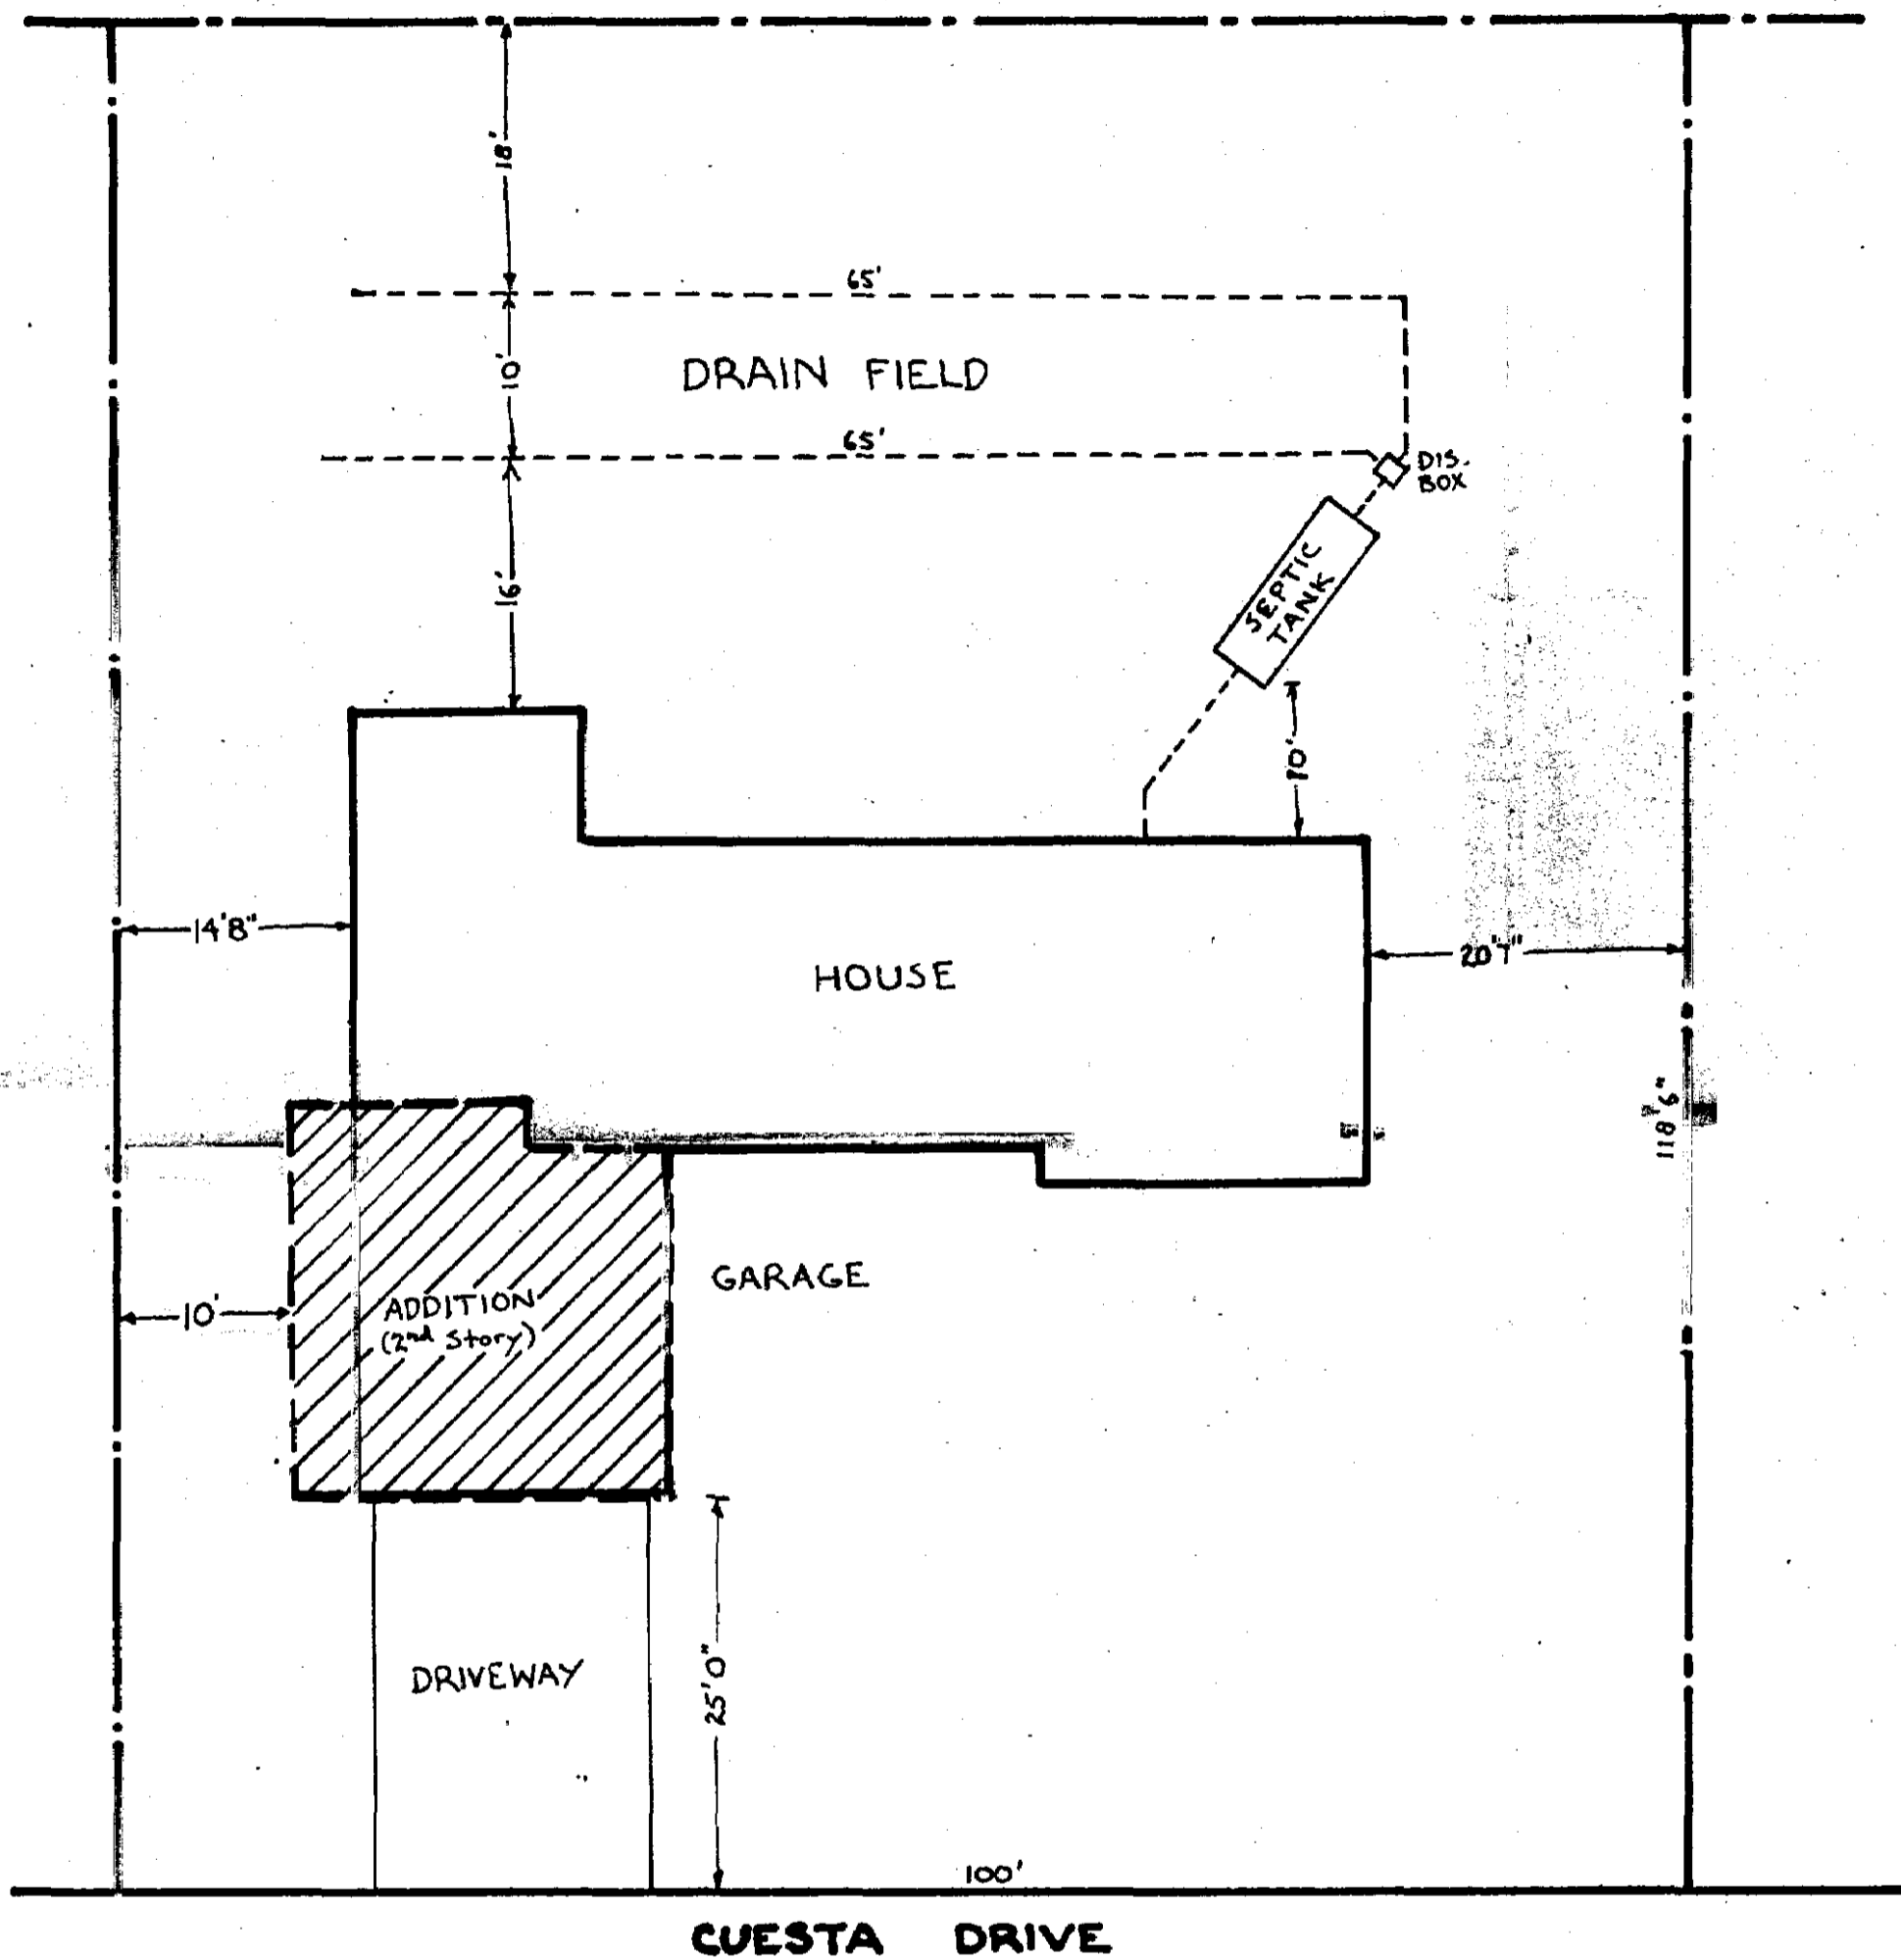 18'
65'
10'
DRAIN FIELD
65'
DIS.
BOX
16'
SEPTIC
TANK
10'
14'8"
HOUSE
20"7"
118'6"
GARAGE
10'
ADDITION
(2nd Story)
DRIVEWAY
25'0"
100'
CUESTA DRIVE